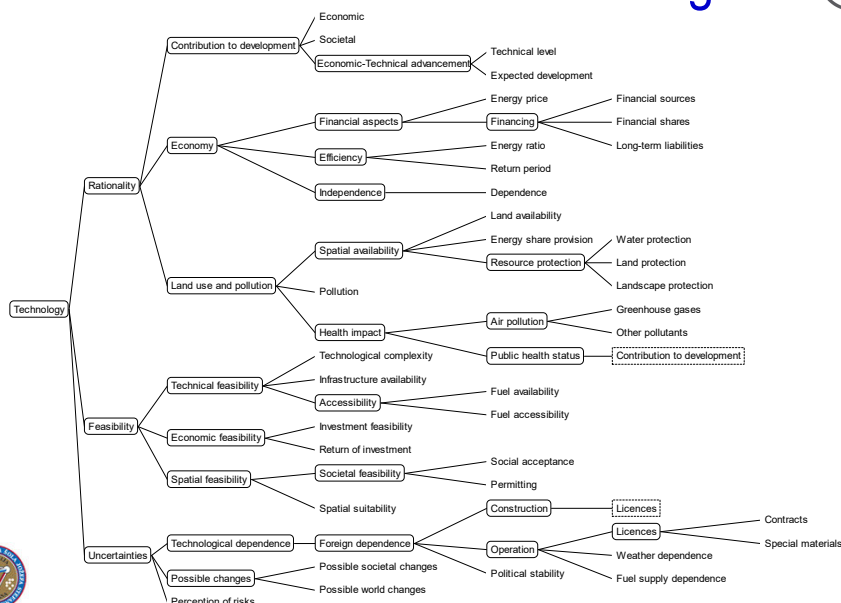 Economic
Societal
Contribution to development
Economic-Technical advancement
Technical level
Expected development
Energy price
Financial sources
Financial aspects
Financing
Financial shares
Economy
Energy ratio
Long-term liabilities
Efficiency
Return period
Rationality
Independence
Dependence
Land availability
Energy share provision
Water protection
Spatial availability
Resource protection
Land protection
Land use and pollution
Pollution
Landscape protection
Technology
Greenhouse gases
Air pollution
Health impact
Other pollutants
Technological complexity
Public health status
Contribution to development
Technical feasibility
Infrastructure availability
Fuel availability
Accessibility
Fuel accessibility
Feasibility
Investment feasibility
Economic feasibility
Return of investment
Social acceptance
Societal feasibility
Spatial feasibility
Permitting
Spatial suitability
Construction
Licences
Licences
Contracts
Technological dependence
Foreign dependence
Operation
Special materials
Uncertainties
Weather dependence
Possible societal changes
Political stability
Possible changes
Fuel supply dependence
Possible world changes
Perception of risks